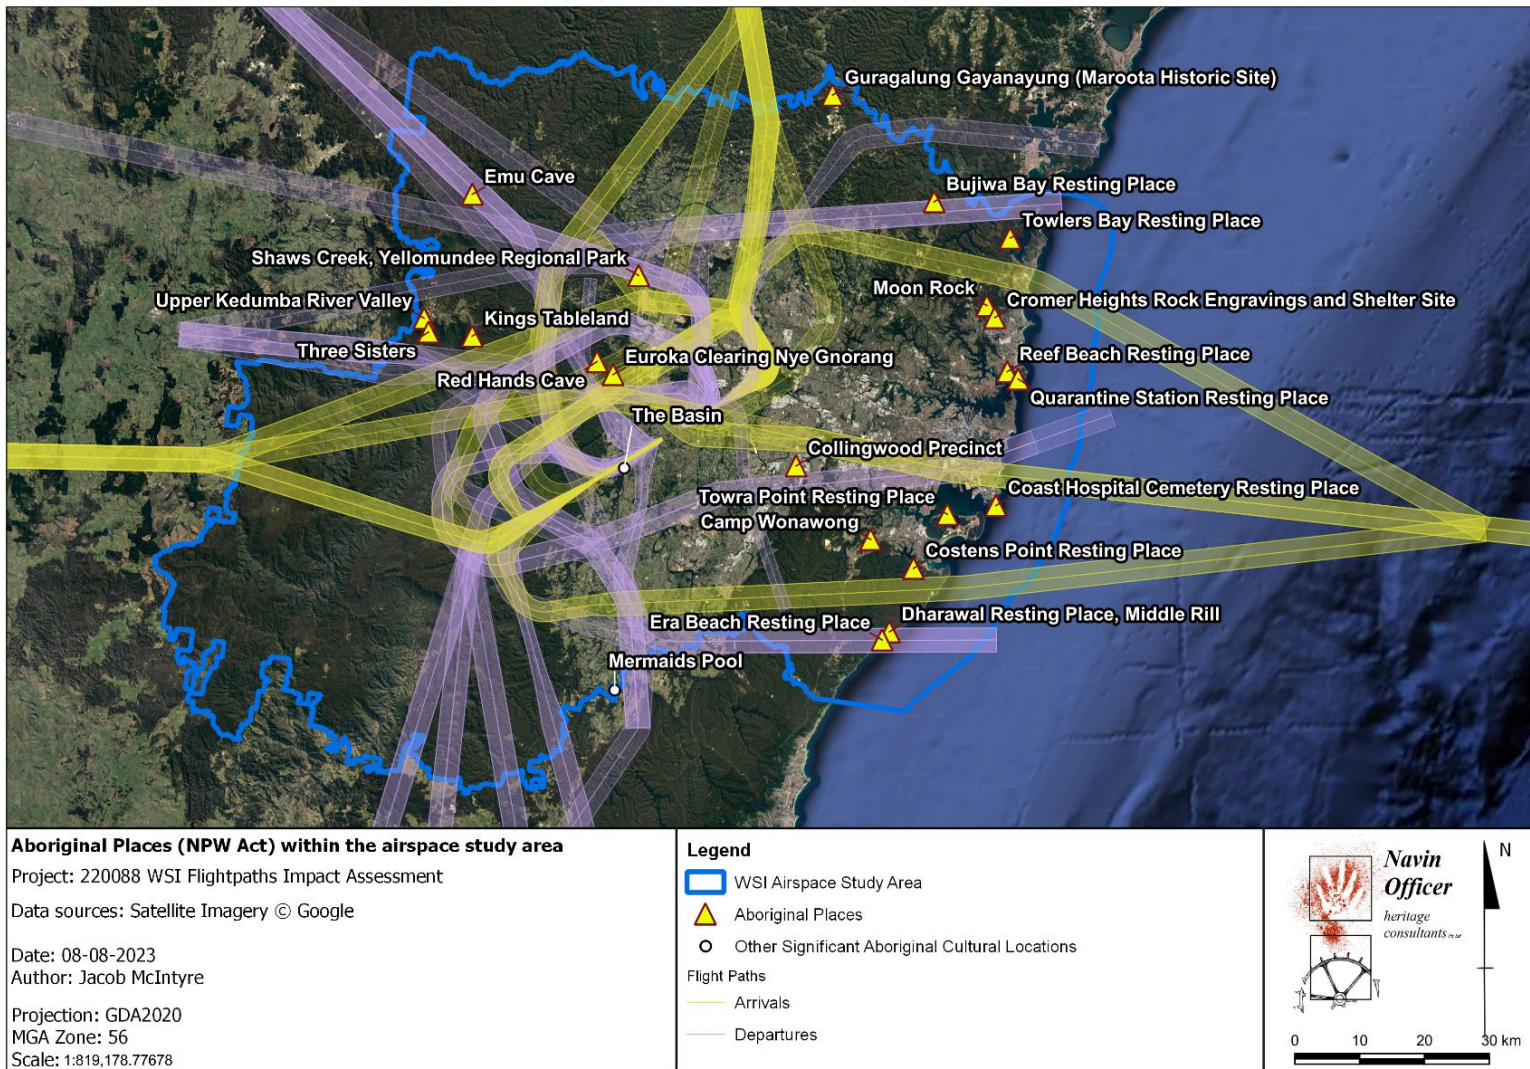 Guragalung Gayanayung (Maroota Historic Site)
Emu Cave
Bujiwa Bay Resting Place
Towlers Bay Resting Place
Shaws Creek, Yellomundee Regional Park
Moon Rock
Upper Kedumba River Valley
Cromer Heights Rock Engravings and Shelter Site
Kings Tableland
Three Sisters
Reef Beach Resting Place
Euroka Clearing Nye Gnorang
Red Hands Cave
Quarantine Station Resting Place
The Basin
Collingwood Precinct
Coast Hospital Cemetery Resting Place
Towra Point Resting Place
Camp Wonawong
Costens Point Resting Place
Dharawal Resting Place, Middle Rill
Era Beach Resting Place
Mermaids Pool
Aboriginal Places (NPW Act) within the airspace study area
Project: 220088 WSI Flightpaths Impact Assessment
Data sources: Satellite Imagery © Google
Date: 08-08-2023
Author: Jacob McIntyre
Projection: GDA2020
MGA Zone: 56
Scale: 1:819,178.77678
Legend
WSI Airspace Study Area
Aboriginal Places
Other Significant Aboriginal Cultural Locations
Flight Paths
Arrivals
Departures
Navin
Officer
heritage
consultants
N
0 10 20 30 km